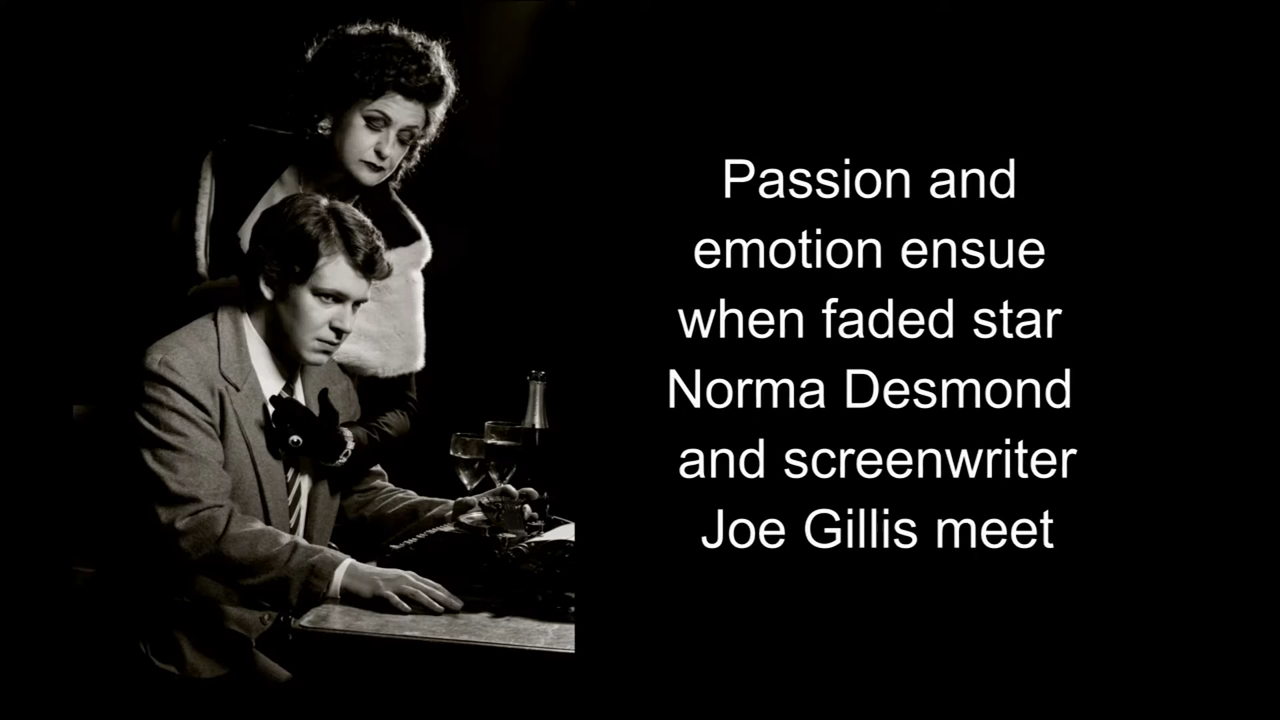 Passion and
emotion ensue
when faded star
Norma Desmond
and screenwriter
Joe Gillis meet